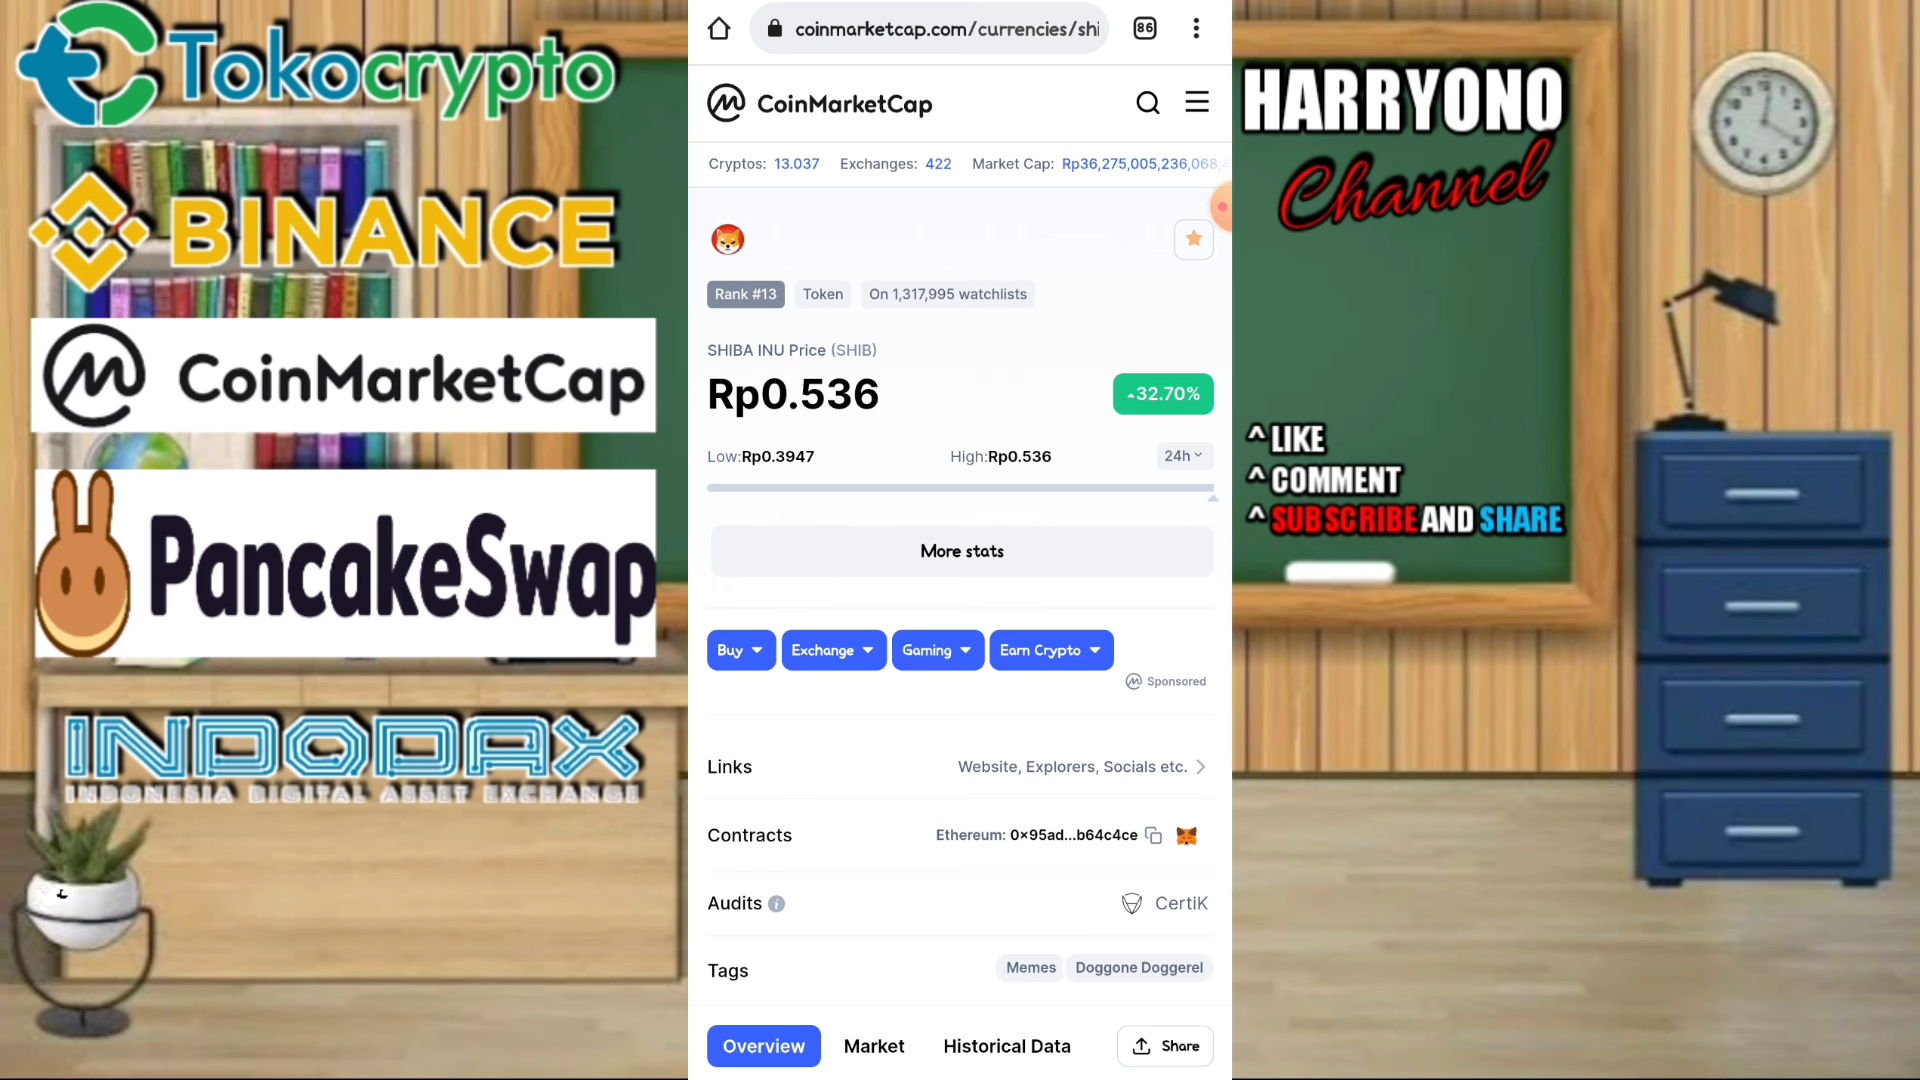 Tokocrypto
BINANCE
CoinMarketCap
PancakeSwap
INDODAX
INDONESIA DIGITAL ASSET EXCHANGE
coinmarketcap.com/currencies/shi
86
CoinMarketCap
Cryptos: 13.037 Exchanges: 422 Market Cap: Rp36,275,005,236,068,4
Rank #13 Token On 1,317,995 watchlists
SHIBA INU Price (SHIB)
Rp0.536
32.70%
Low:Rp0.3947 High:Rp0.536 24h
More stats
Buy Exchange Gaming Earn Crypto
Sponsored
Links Website, Explorers, Socials etc.
Contracts Ethereum: 0×95ad...b64c4ce
Audits CertiK
Tags Memes Doggone Doggerel
Overview Market Historical Data Share
HARRYONO
Channel
^ LIKE
^ COMMENT
^ SUBSCRIBE AND SHARE